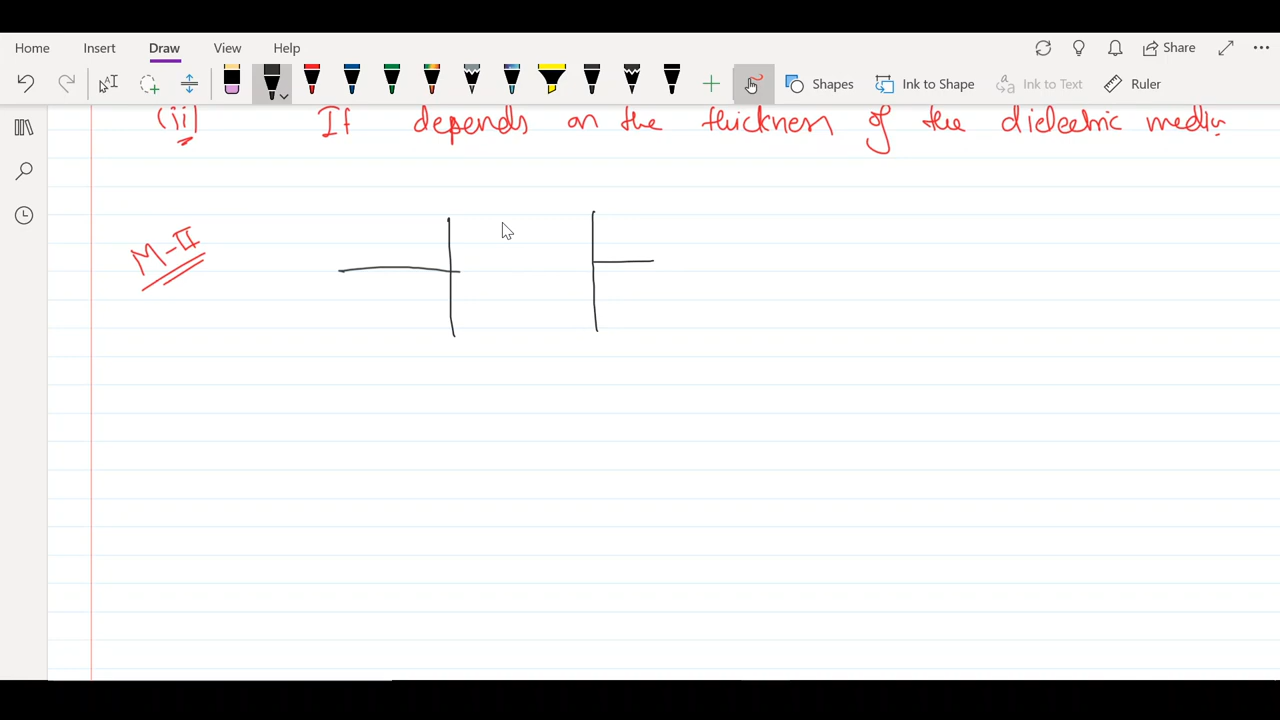 Home Insert Draw View Help Share
Shapes Ink to Shape Ink to Text Ruler
(ii) It depends on the thickness of the dielectric
M-II